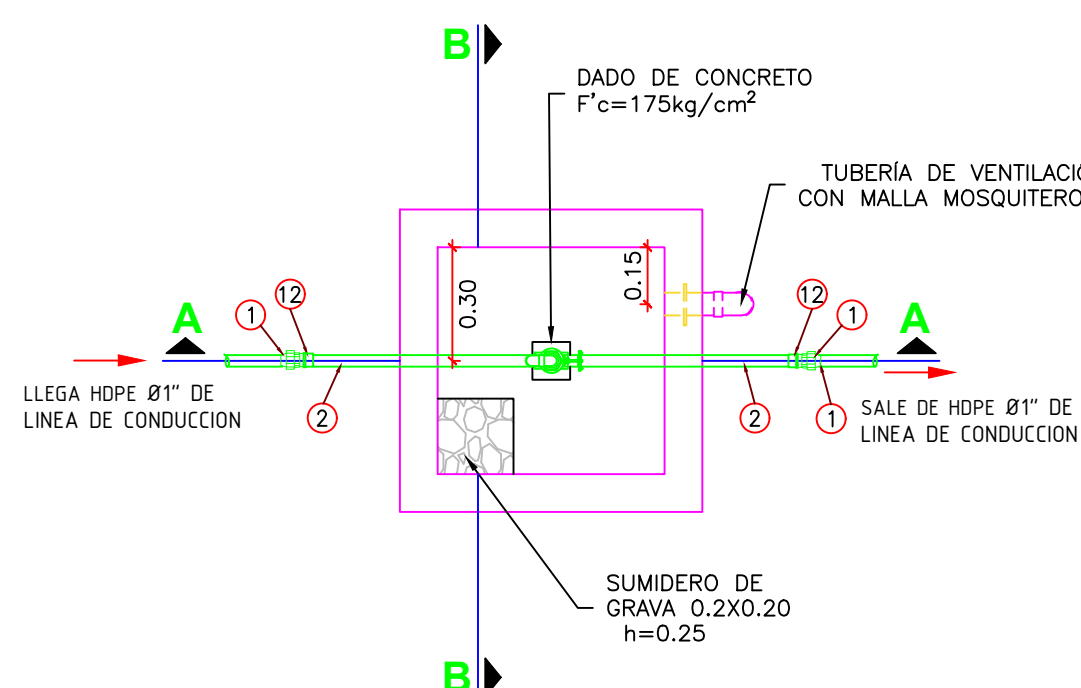 B
DADO DE CONCRETO
F'c=175kg/cm²
TUBERÍA DE VENTILACIÓ
CON MALLA MOSQUITERO
0.30
0.15
12
1
A
12
1
A
LLEGA HDPE Ø1" DE
LINEA DE CONDUCCION
2
2
1
SALE DE HDPE Ø1" DE
LINEA DE CONDUCCION
SUMIDERO DE
GRAVA 0.2X0.20
h=0.25
B